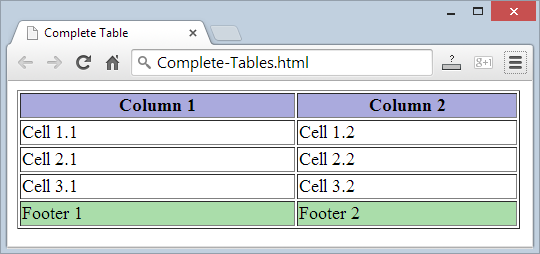 Complete Table
Complete-Tables.html
?
g+1
Column 1 Column 2
Cell 1.1 Cell 1.2
Cell 2.1 Cell 2.2
Cell 3.1 Cell 3.2
Footer 1 Footer 2